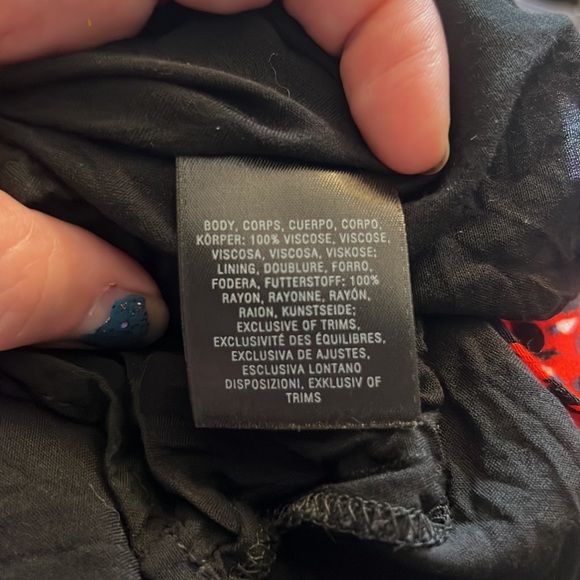 BODY, CORPS, CUERPO, CORPO,
KÖRPER: 100% VISCOSE, VISCOSE,
VISCOSA, VISCOSA, VISKOSE;
LINING, DOUBLURE, FORRO,
FODERA, FUTTERSTOFF: 100%
RAYON, RAYONNE, RAYÓN,
RAION, KUNSTSEIDE;
EXCLUSIVE OF TRIMS,
EXCLUSIVITÉ DES ÉQUILIBRES,
EXCLUSIVA DE AJUSTES,
ESCLUSIVA LONTANO
DISPOSIZIONI, EXKLUSIV OF
TRIMS